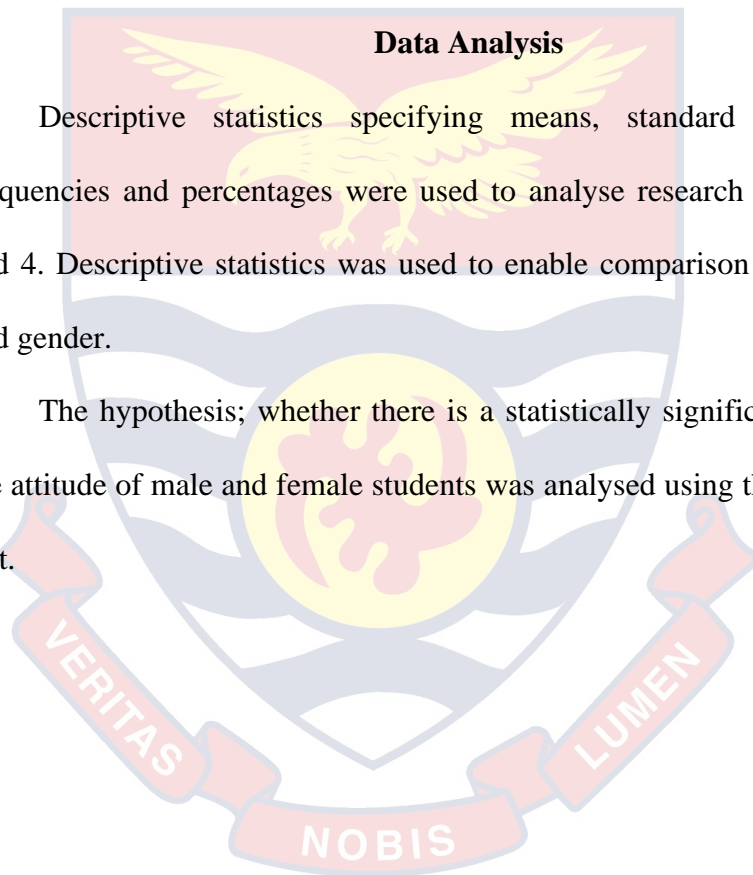 Data Analysis
Descriptive statistics specifying means, standard
quencies and percentages were used to analyse research
d 4. Descriptive statistics was used to enable comparison
d gender.
The hypothesis; whether there is a statistically signific
e attitude of male and female students was analysed using th
t.
VERITAS
NOBIS
LUMEN